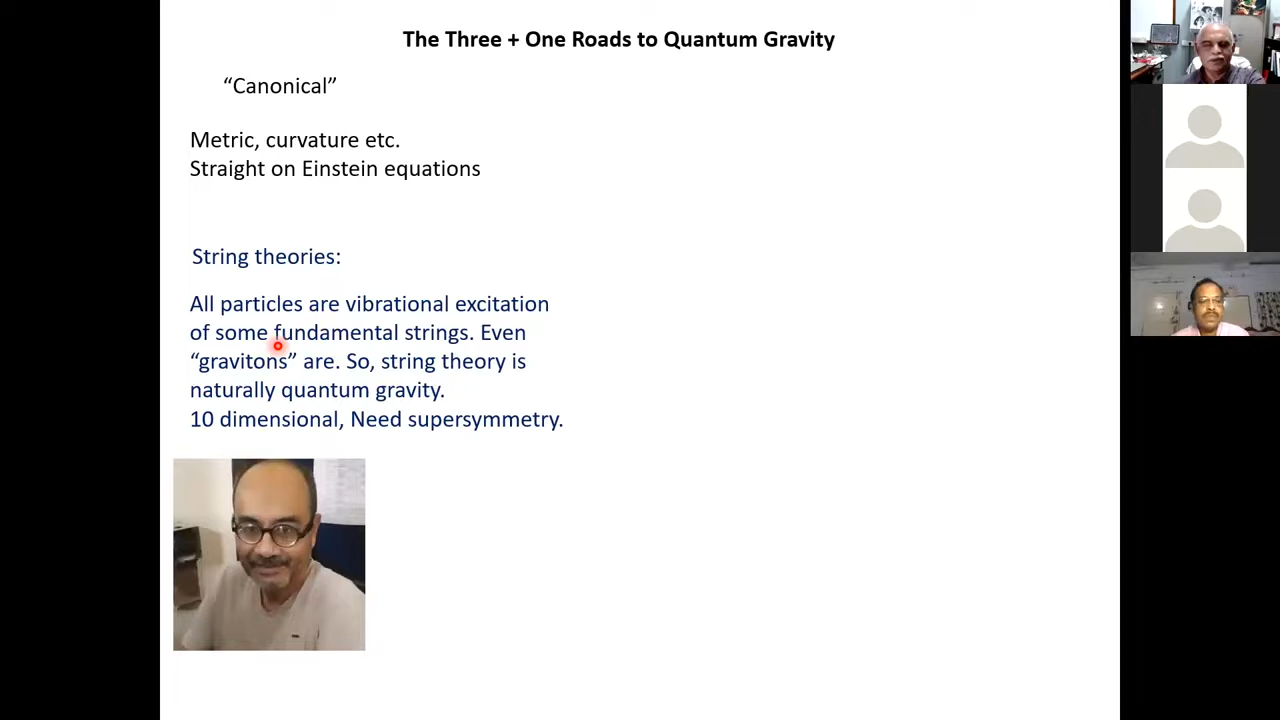 The Three + One Roads to Quantum Gravity
“Canonical”
Metric, curvature etc.
Straight on Einstein equations
String theories:
All particles are vibrational excitation
of some fundamental strings. Even
“gravitons” are. So, string theory is
naturally quantum gravity.
10 dimensional, Need supersymmetry.